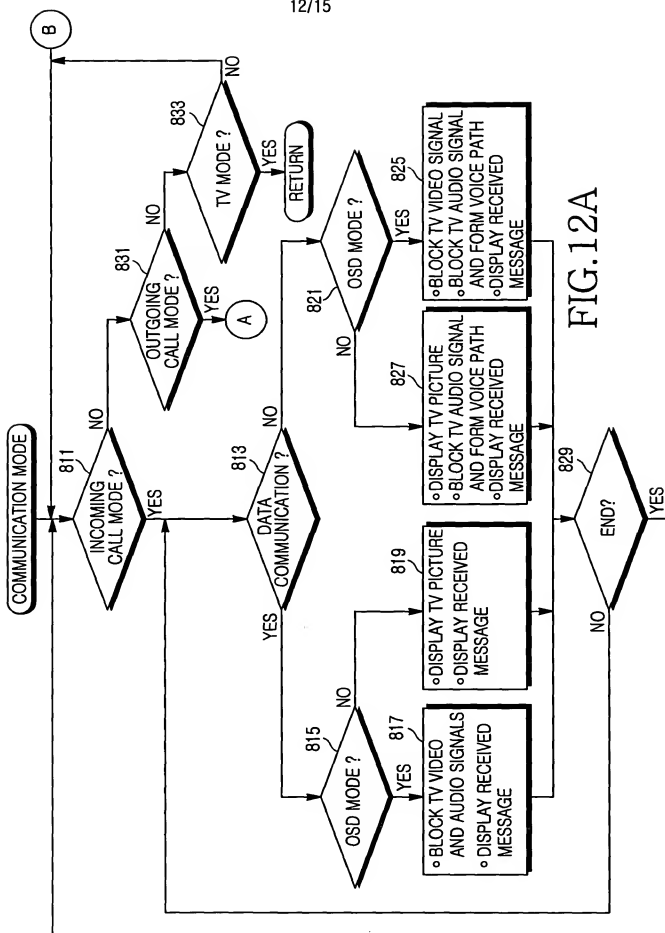 12/15
COMMUNICATION MODE
B
811
INCOMING
CALL MODE ?
NO
YES
831
OUTGOING
CALL MODE ?
NO
YES
A
833
TV MODE ?
NO
YES
RETURN
813
DATA
COMMUNICATION ?
YES
NO
815
OSD MODE ?
NO
YES
821
OSD MODE ?
NO
YES
817
BLOCK TV VIDEO
AND AUDIO SIGNALS
DISPLAY RECEIVED
MESSAGE
819
DISPLAY TV PICTURE
DISPLAY RECEIVED
MESSAGE
827
DISPLAY TV PICTURE
BLOCK TV AUDIO SIGNAL
AND FORM VOICE PATH
DISPLAY RECEIVED
MESSAGE
825
BLOCK TV VIDEO SIGNAL
BLOCK TV AUDIO SIGNAL
AND FORM VOICE PATH
DISPLAY RECEIVED
MESSAGE
829
END?
NO
YES
FIG.12A